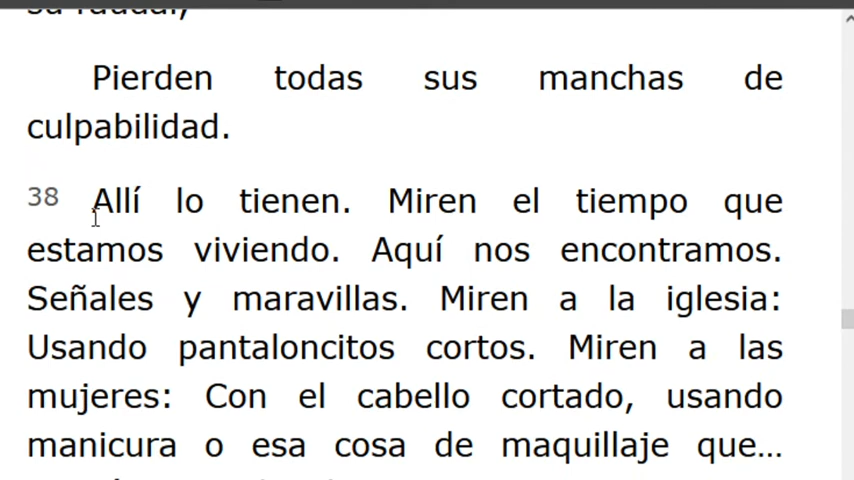 Pierden todas sus manchas de
culpabilidad.
38 Allí lo tienen. Miren el tiempo que
estamos viviendo. Aquí nos encontramos.
Señales y maravillas. Miren a la iglesia:
Usando pantaloncitos cortos. Miren a las
mujeres: Con el cabello cortado, usando
manicura o esa cosa de maquillaje que…